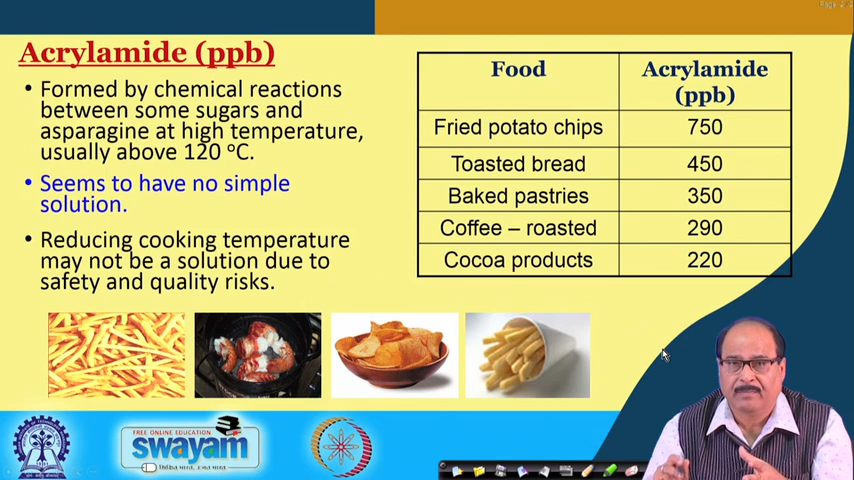 Acrylamide (ppb)
• Formed by chemical reactions
between some sugars and
asparagine at high temperature,
usually above 120 °C.
• Seems to have no simple
solution.
• Reducing cooking temperature
may not be a solution due to
safety and quality risks.
Food Acrylamide
(ppb)
Fried potato chips 750
Toasted bread 450
Baked pastries 350
Coffee – roasted 290
Cocoa products 220
FREE ONLINE EDUCATION
swayam